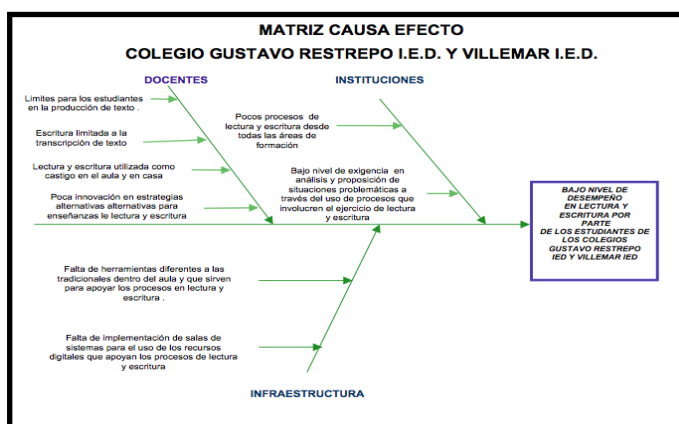 MATRIZ CAUSA EFECTO
COLEGIO GUSTAVO RESTREPO I.E.D. Y VILLEMAR I.E.D.
DOCENTES
INSTITUCIONES
Limites para los estudiantes
en la producción de texto .
Escritura limitada a la
transcripción de texto
Lectura y escritura utilizada como
castigo en el aula y en casa
Poca innovación en estrategias
alternativas alternativas para
enseñanzas le lectura y escritura
Pocos procesos de
lectura y escritura desde
todas las áreas de
formación
Bajo nivel de exigencia en
análisis y proposición de
situaciones problemáticas a
través del uso de procesos que
involucren el ejercicio de lectura
y escritura
BAJO NIVEL DE
DESEMPEÑO
EN LECTURA Y
ESCRITURA POR
PARTE
DE LOS ESTUDIANTES DE
LOS COLEGIOS
GUSTAVO RESTREPO
IED Y VILLEMAR IED
Falta de herramientas diferentes a las
tradicionales dentro del aula y que sirven
para apoyar los procesos en lectura y
escritura .
Falta de implementación de salas de
sistemas para el uso de los recursos
digitales que apoyan los procesos de lectura
y escritura
INFRAESTRUCTURA